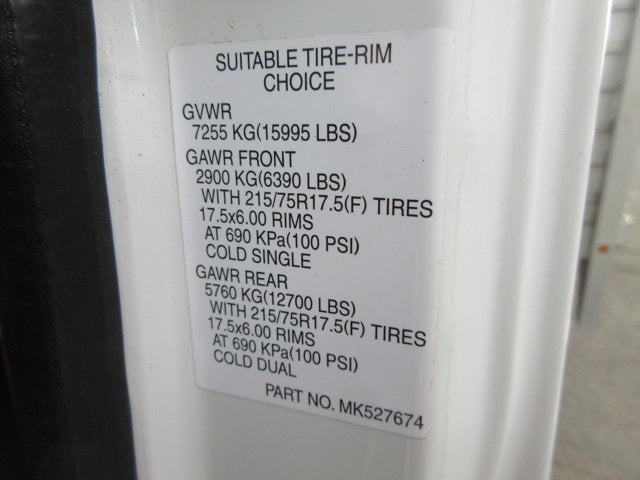 SUITABLE TIRE-RIM
CHOICE
GVWR
7255 KG(15995 LBS)
GAWR FRONT
2900 KG(6390 LBS)
WITH 215/75R17.5(F) TIRES
17.5x6.00 RIMS
AT 690 KPa(100 PSI)
COLD SINGLE
GAWR REAR
5760 KG(12700 LBS)
WITH 215/75R17.5(F) TIRES
17.5x6.00 RIMS
AT 690 KPa(100 PSI)
COLD DUAL
PART NO. MK527674